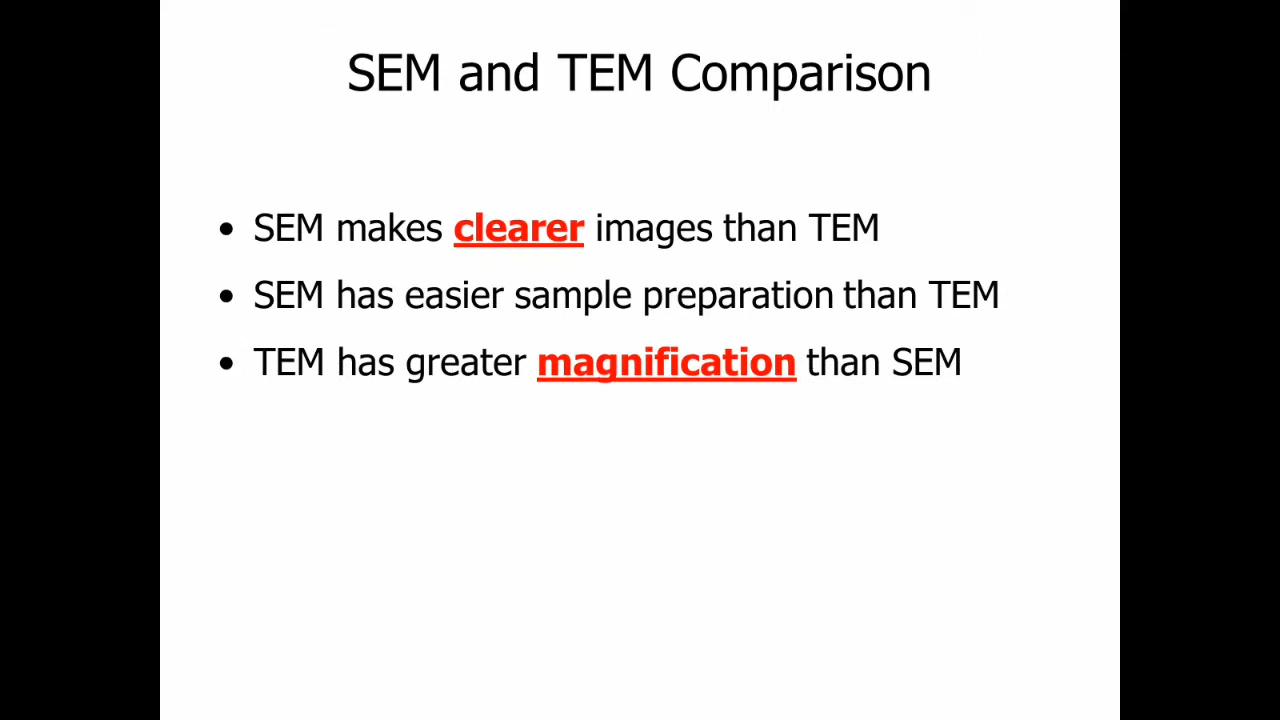 SEM and TEM Comparison
• SEM makes clearer images than TEM
• SEM has easier sample preparation than TEM
• TEM has greater magnification than SEM